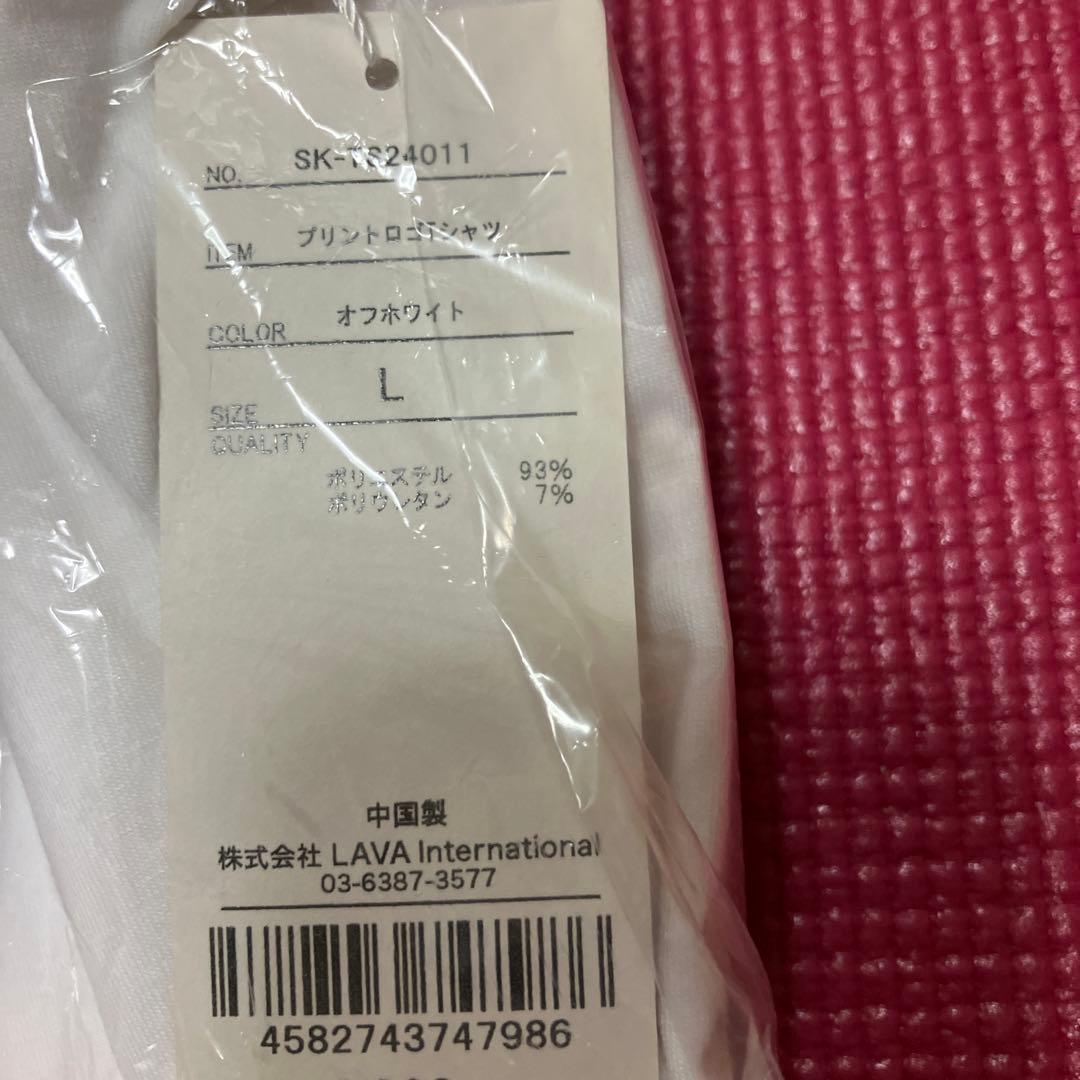 NO. SK-TS24011
ITEM プリントロゴTシャツ
COLOR オフホワイト
SIZE L
QUALITY
ポリエステル 93%
ポリウレタン 7%
中国製
株式会社 LAVA International
03-6387-3577
4582743747986